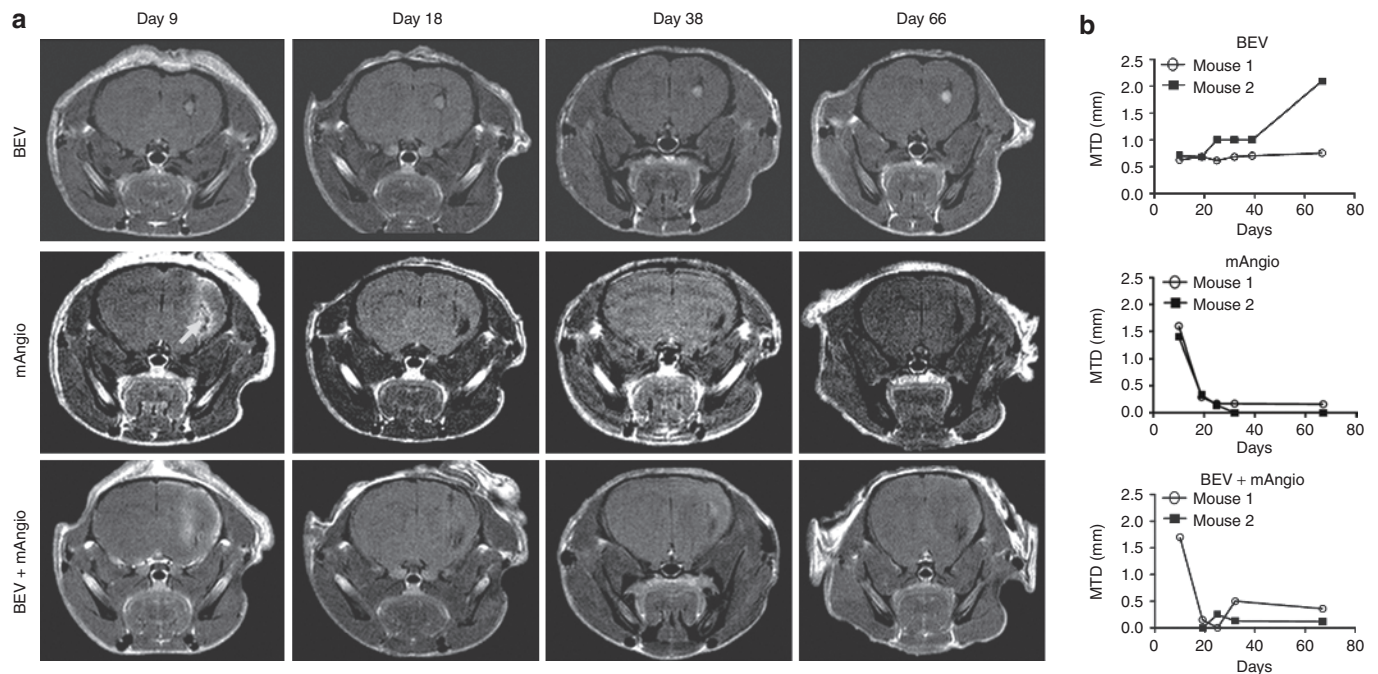 a
Day 9 Day 18 Day 38 Day 66
BEV
mAngio
BEV + mAngio
b
BEV
Mouse 1
Mouse 2
MTD (mm)
2.5
2.0
1.5
1.0
0.5
0.0
0 20 40 60 80
Days
mAngio
Mouse 1
Mouse 2
MTD (mm)
2.5
2.0
1.5
1.0
0.5
0.0
0 20 40 60 80
Days
BEV + mAngio
Mouse 1
Mouse 2
MTD (mm)
2.5
2.0
1.5
1.0
0.5
0.0
0 20 40 60 80
Days